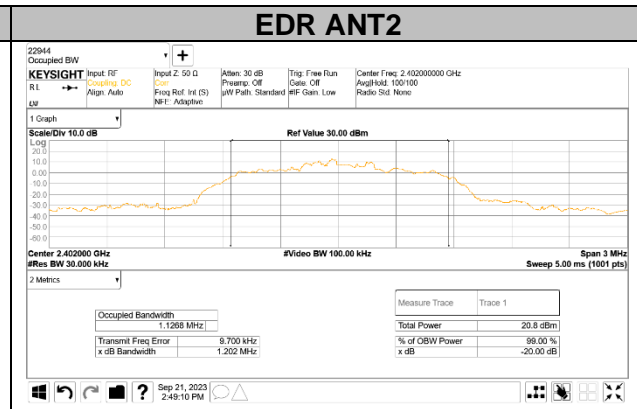 EDR ANT2
22944
Occupied BW
KEYSIGHT Input: RF Input Z: 50 Ω Atten: 30 dB Trig: Free Run Center Freq: 2.402000000 GHz
R L Coupling: DC Corr Preamp: Off Gate: Off Avg|Hold: 100/100
Align: Auto Freq Ref: Int (S) µW Path: Standard #IF Gain: Low Radio Std: None
NFE: Adaptive
1 Graph
Scale/Div 10.0 dB Ref Value 30.00 dBm
Log
20.0
10.0
0.00
-10.0
-20.0
-30.0
-40.0
-50.0
-60.0
Center 2.402000 GHz #Video BW 100.00 kHz Span 3 MHz
#Res BW 30.000 kHz Sweep 5.00 ms (1001 pts)
2 Metrics
Measure Trace Trace 1
Occupied Bandwidth
1.1268 MHz Total Power 20.8 dBm
Transmit Freq Error 9.700 kHz % of OBW Power 99.00 %
x dB Bandwidth 1.202 MHz x dB -20.00 dB
? Sep 21, 2023
2:49:10 PM